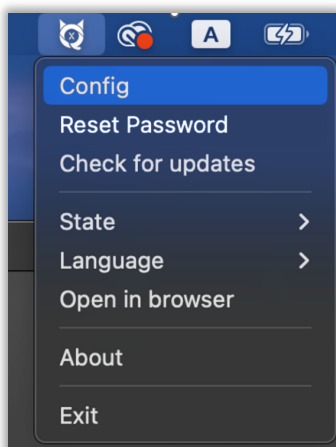 A
Config
Reset Password
Check for updates
State
Language
Open in browser
About
Exit